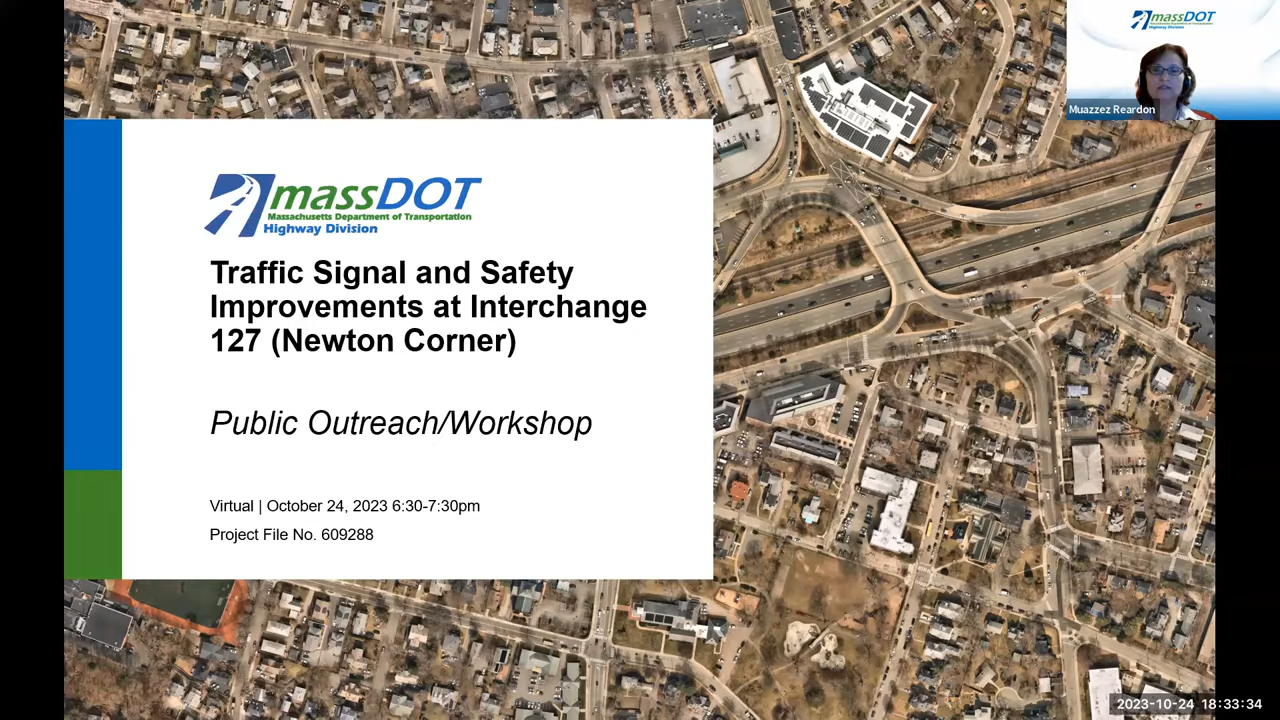 massDOT
Massachusetts Department of Transportation
Highway Division
Traffic Signal and Safety
Improvements at Interchange
127 (Newton Corner)
Public Outreach/Workshop
Virtual | October 24, 2023 6:30-7:30pm
Project File No. 609288
massDOT
Highway Division
Muazzez Reardon
2023-10-24 18:33:34